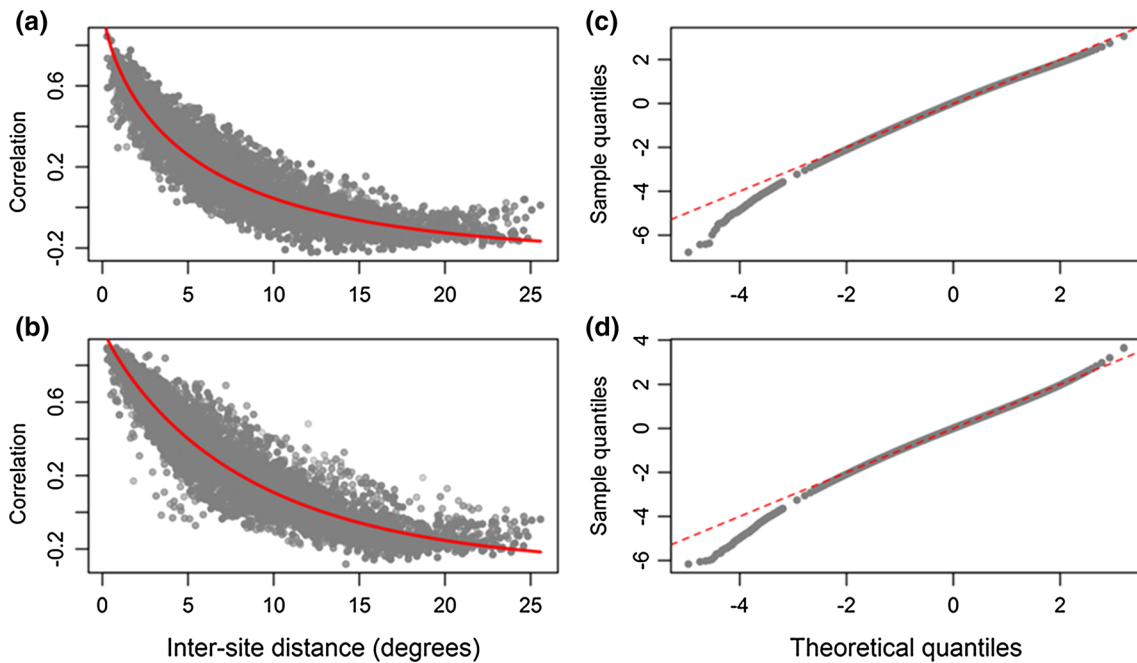 (a)
Correlation
-0.2 0.2 0.6
0 5 10 15 20 25
(c)
Sample quantiles
-6 -4 -2 0 2
-4 -2 0 2
(b)
Correlation
-0.2 0.2 0.6
0 5 10 15 20 25
Inter-site distance (degrees)
(d)
Sample quantiles
-6 -4 -2 0 2 4
-4 -2 0 2
Theoretical quantiles